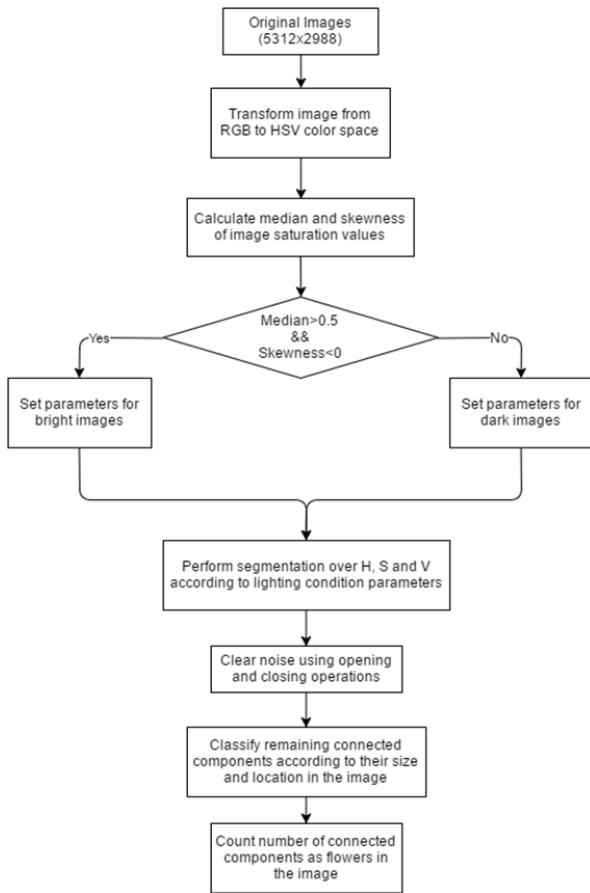 Original Images
(5312x2988)
Transform image from
RGB to HSV color space
Calculate median and skewness
of image saturation values
Median>0.5
&&
Skewness<0
Yes
No
Set parameters for
bright images
Set parameters for
dark images
Perform segmentation over H, S and V
according to lighting condition parameters
Clear noise using opening
and closing operations
Classify remaining connected
components according to their size
and location in the image
Count number of connected
components as flowers in
the image